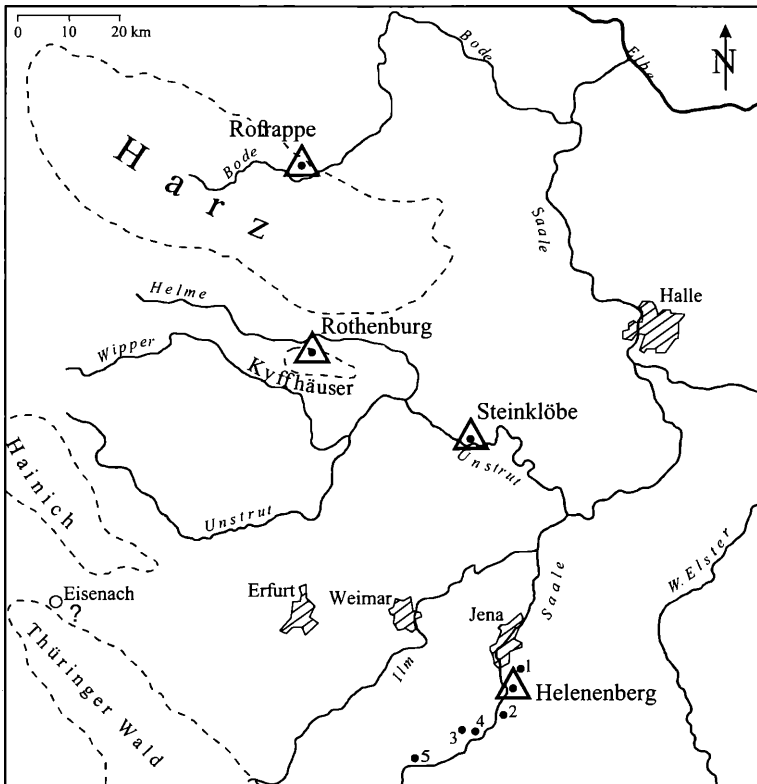 0 10 20 km
Bode
Elbe
N
Roßtrappe
Bode
Harz
Saale
Helme
Halle
Rothenburg
Wipper
Kyffhäuser
Steinklöbe
Unstrut
Hainich
Unstrut
W. Elster
Eisenach
?
Erfurt
Weimar
Saale
Jena
Thüringer Wald
Ilm
1
Helenenberg
2
3
4
5